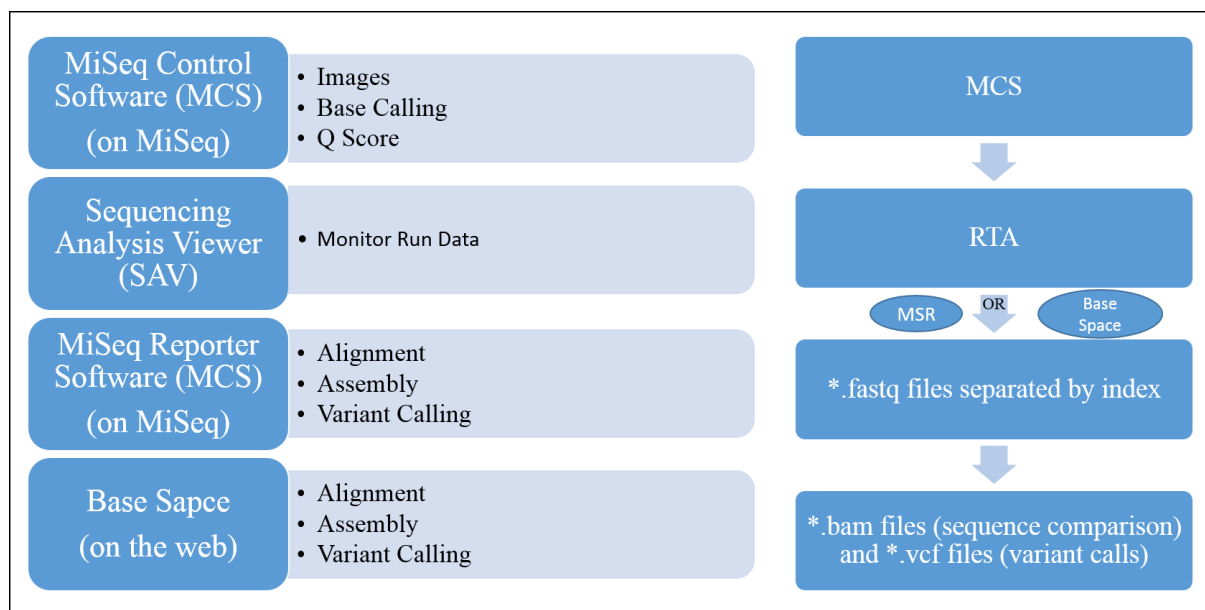 MiSeq Control
Software (MCS)
(on MiSeq)
• Images
• Base Calling
• Q Score
Sequencing
Analysis Viewer
(SAV)
• Monitor Run Data
MiSeq Reporter
Software (MCS)
(on MiSeq)
• Alignment
• Assembly
• Variant Calling
Base Sapce
(on the web)
• Alignment
• Assembly
• Variant Calling
MCS
RTA
MSR
OR
Base
Space
*.fastq files separated by index
*.bam files (sequence comparison)
and *.vcf files (variant calls)